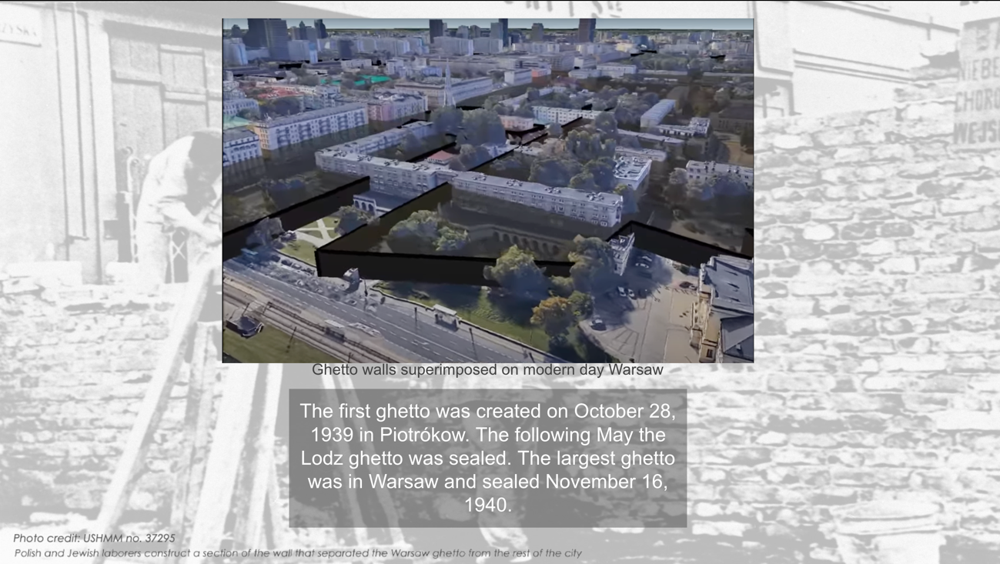 RZYSKA
NIEBE
CHORO
WEJS
Ghetto walls superimposed on modern day Warsaw
The first ghetto was created on October 28,
1939 in Piotrókow. The following May the
Lodz ghetto was sealed. The largest ghetto
was in Warsaw and sealed November 16,
1940.
Photo credit: USHMM no. 37295
Polish and Jewish laborers construct a section of the wall that separated the Warsaw ghetto from the rest of the city